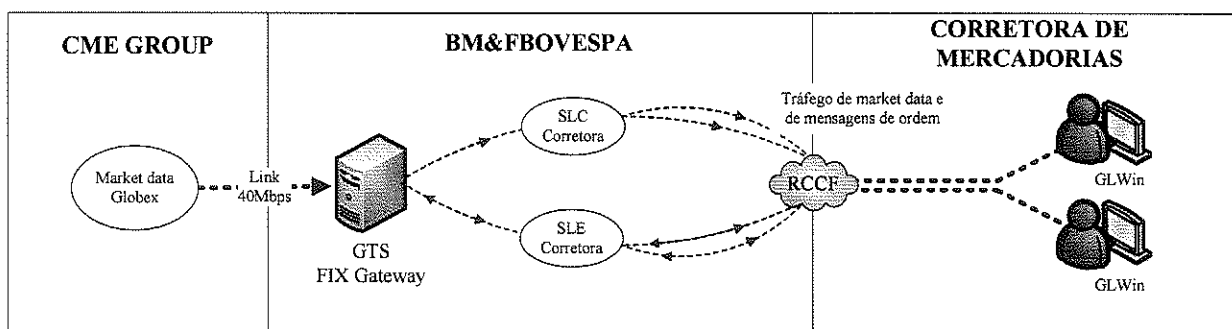 CME GROUP
BM&FBOVESPA
CORRETORA DE
MERCADORIAS
Market data
Globex
Link
40Mbps
GTS
FIX Gateway
SLC
Corretora
SLE
Corretora
Tráfego de market data e
de mensagens de ordem
RCCF
GLWin
GLWin